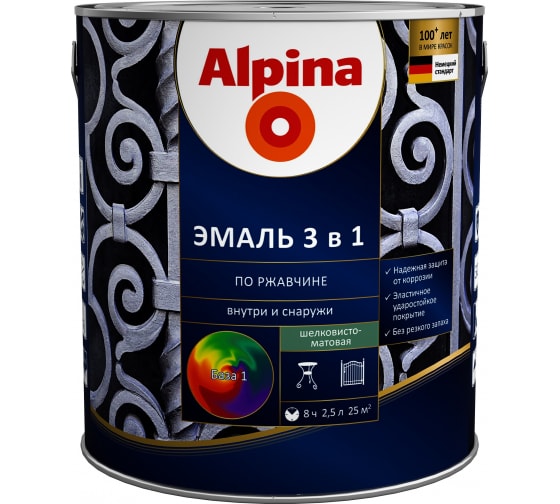 Alpina
100+ лет
В МИРЕ КРАСОК
Немецкий
стандарт
ЭМАЛЬ 3 в 1
ПО РЖАВЧИНЕ
внутри и снаружи
✓ Надежная защита
от коррозии
✓ Эластичное
ударостойкое
покрытие
✓ Без резкого запаха
шелковисто-
матовая
База 1
8 ч 2,5 л 25 м²